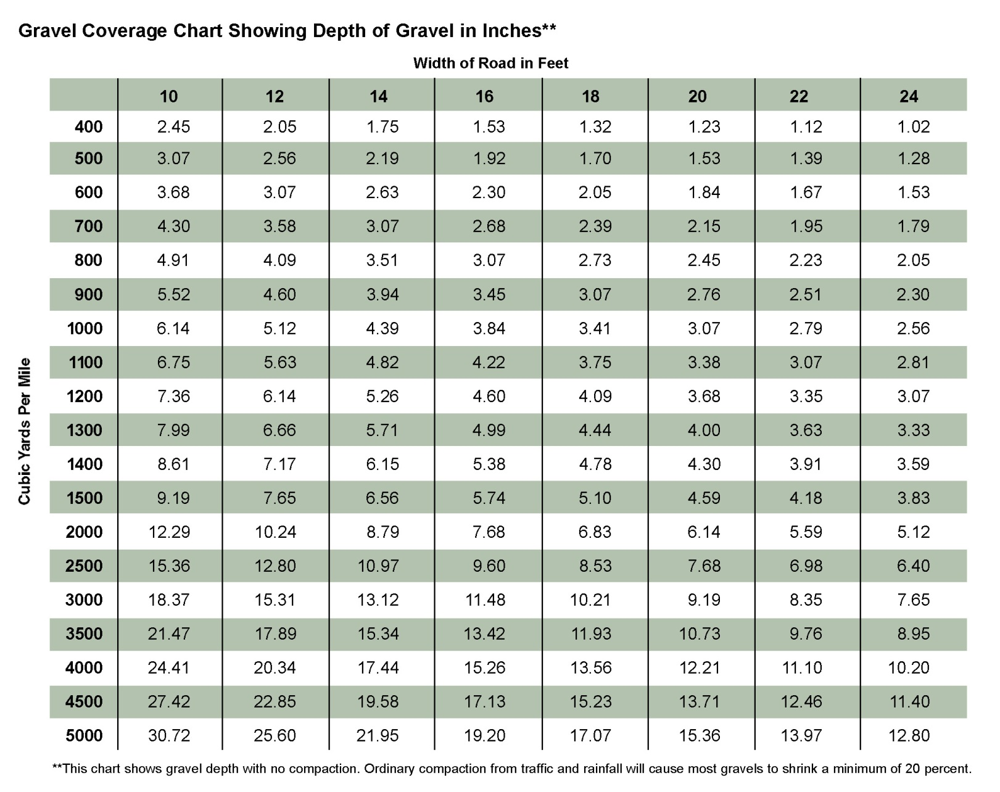 Gravel Coverage Chart Showing Depth of Gravel in Inches**
Width of Road in Feet
10 12 14 16 18 20 22 24
Cubic Yards Per Mile
400 2.45 2.05 1.75 1.53 1.32 1.23 1.12 1.02
500 3.07 2.56 2.19 1.92 1.70 1.53 1.39 1.28
600 3.68 3.07 2.63 2.30 2.05 1.84 1.67 1.53
700 4.30 3.58 3.07 2.68 2.39 2.15 1.95 1.79
800 4.91 4.09 3.51 3.07 2.73 2.45 2.23 2.05
900 5.52 4.60 3.94 3.45 3.07 2.76 2.51 2.30
1000 6.14 5.12 4.39 3.84 3.41 3.07 2.79 2.56
1100 6.75 5.63 4.82 4.22 3.75 3.38 3.07 2.81
1200 7.36 6.14 5.26 4.60 4.09 3.68 3.35 3.07
1300 7.99 6.66 5.71 4.99 4.44 4.00 3.63 3.33
1400 8.61 7.17 6.15 5.38 4.78 4.30 3.91 3.59
1500 9.19 7.65 6.56 5.74 5.10 4.59 4.18 3.83
2000 12.29 10.24 8.79 7.68 6.83 6.14 5.59 5.12
2500 15.36 12.80 10.97 9.60 8.53 7.68 6.98 6.40
3000 18.37 15.31 13.12 11.48 10.21 9.19 8.35 7.65
3500 21.47 17.89 15.34 13.42 11.93 10.73 9.76 8.95
4000 24.41 20.34 17.44 15.26 13.56 12.21 11.10 10.20
4500 27.42 22.85 19.58 17.13 15.23 13.71 12.46 11.40
5000 30.72 25.60 21.95 19.20 17.07 15.36 13.97 12.80
**This chart shows gravel depth with no compaction. Ordinary compaction from traffic and rainfall will cause most gravels to shrink a minimum of 20 percent.